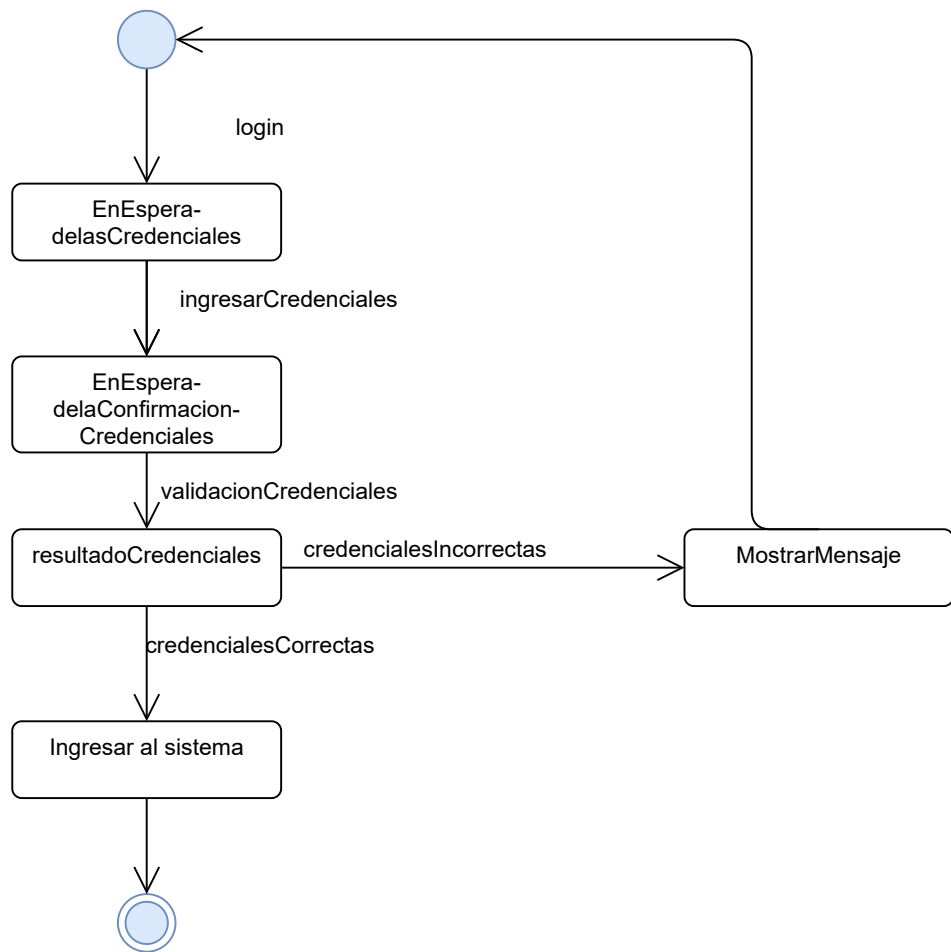 login
EnEspera-
delasCredenciales
ingresarCredenciales
EnEspera-
delaConfirmacion-
Credenciales
validacionCredenciales
resultadoCredenciales
credencialesIncorrectas
MostrarMensaje
credencialesCorrectas
Ingresar al sistema